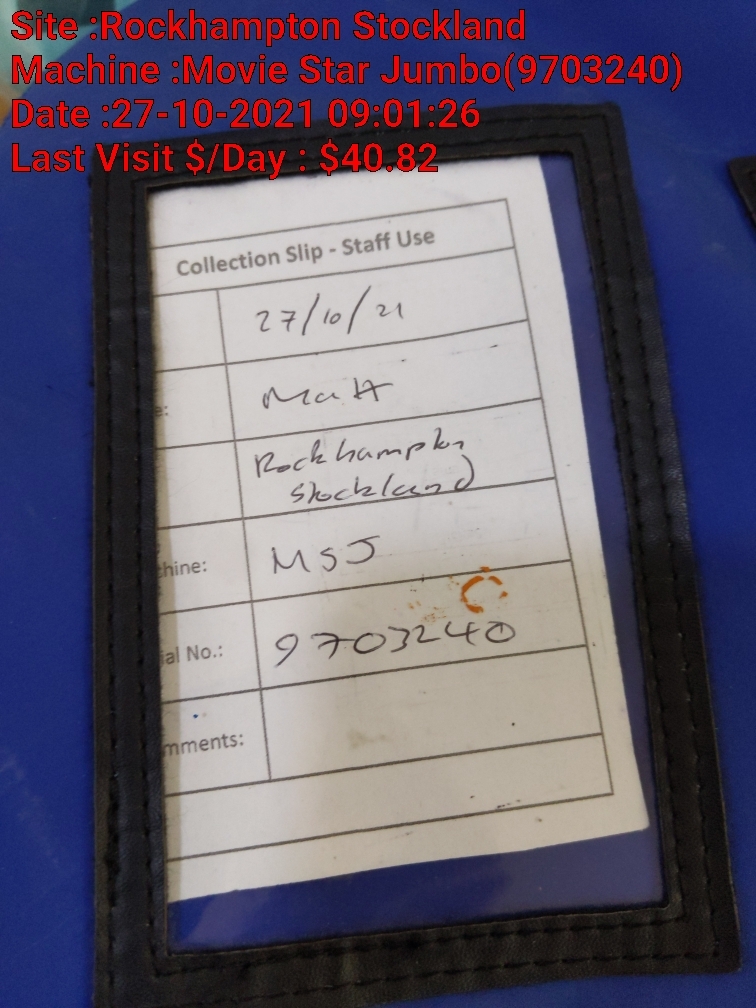 Site :Rockhampton Stockland
Machine :Movie Star Jumbo(9703240)
Date :27-10-2021 09:01:26
Last Visit $/Day : $40.82
Collection Slip - Staff Use
27/10/21
e: Matt
Rockhampton
Stockland
hine: MSJ
ial No.: 9703240
mments: